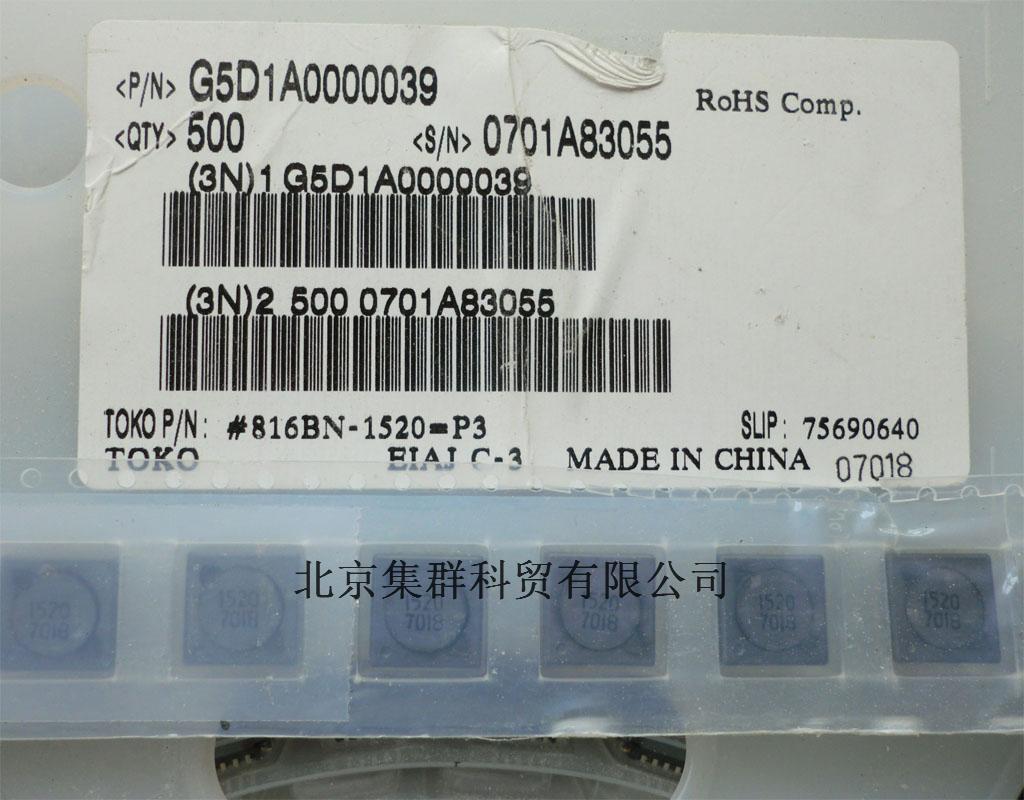 <P/N> G5D1A0000039
RoHS Comp.
<QTY> 500
<S/N> 0701A83055
(3N)1 G5D1A0000039
(3N)2 500 0701A83055
TOKO P/N: #816BN-1520=P3
SLIP: 75690640
TOKO EIAJ C-3 MADE IN CHINA 07018
北京集群科贸有限公司
1520
7018
1520
7018
1520
7018
1520
7018
1520
7018
1520
7018